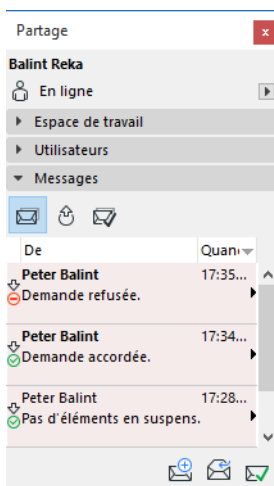 Partage
x
Balint Reka
En ligne
Espace de travail
Utilisateurs
Messages
De Quan
Peter Balint 17:35...
Demande refusée.
Peter Balint 17:34...
Demande accordée.
Peter Balint 17:28...
Pas d'éléments en suspens.